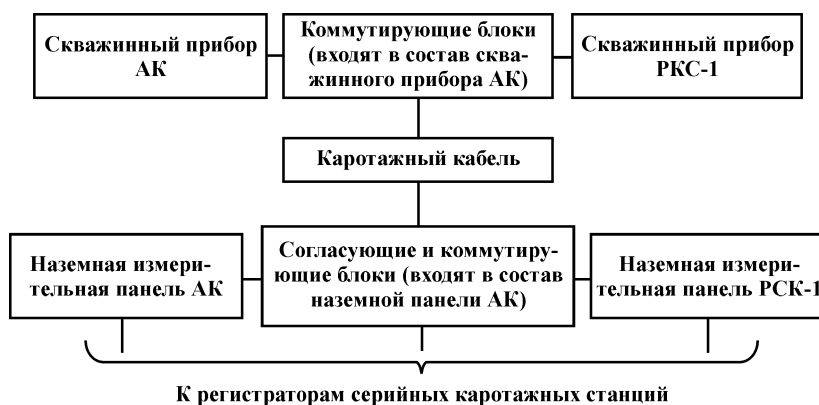 Скважинный прибор
АК
Коммутирующие блоки
(входят в состав сква-
жинного прибора АК)
Скважинный прибор
РКС-1
Каротажный кабель
Наземная измери-
тельная панель АК
Согласующие и коммутиру-
ющие блоки (входят в состав
наземной панели АК)
Наземная измери-
тельная панель РСК-1
К регистраторам серийных каротажных станций